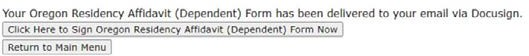 Your Oregon Residency Affidavit (Dependent) Form has been delivered to your email via Docusign.
Click Here to Sign Oregon Residency Affidavit (Dependent) Form Now
Return to Main Menu